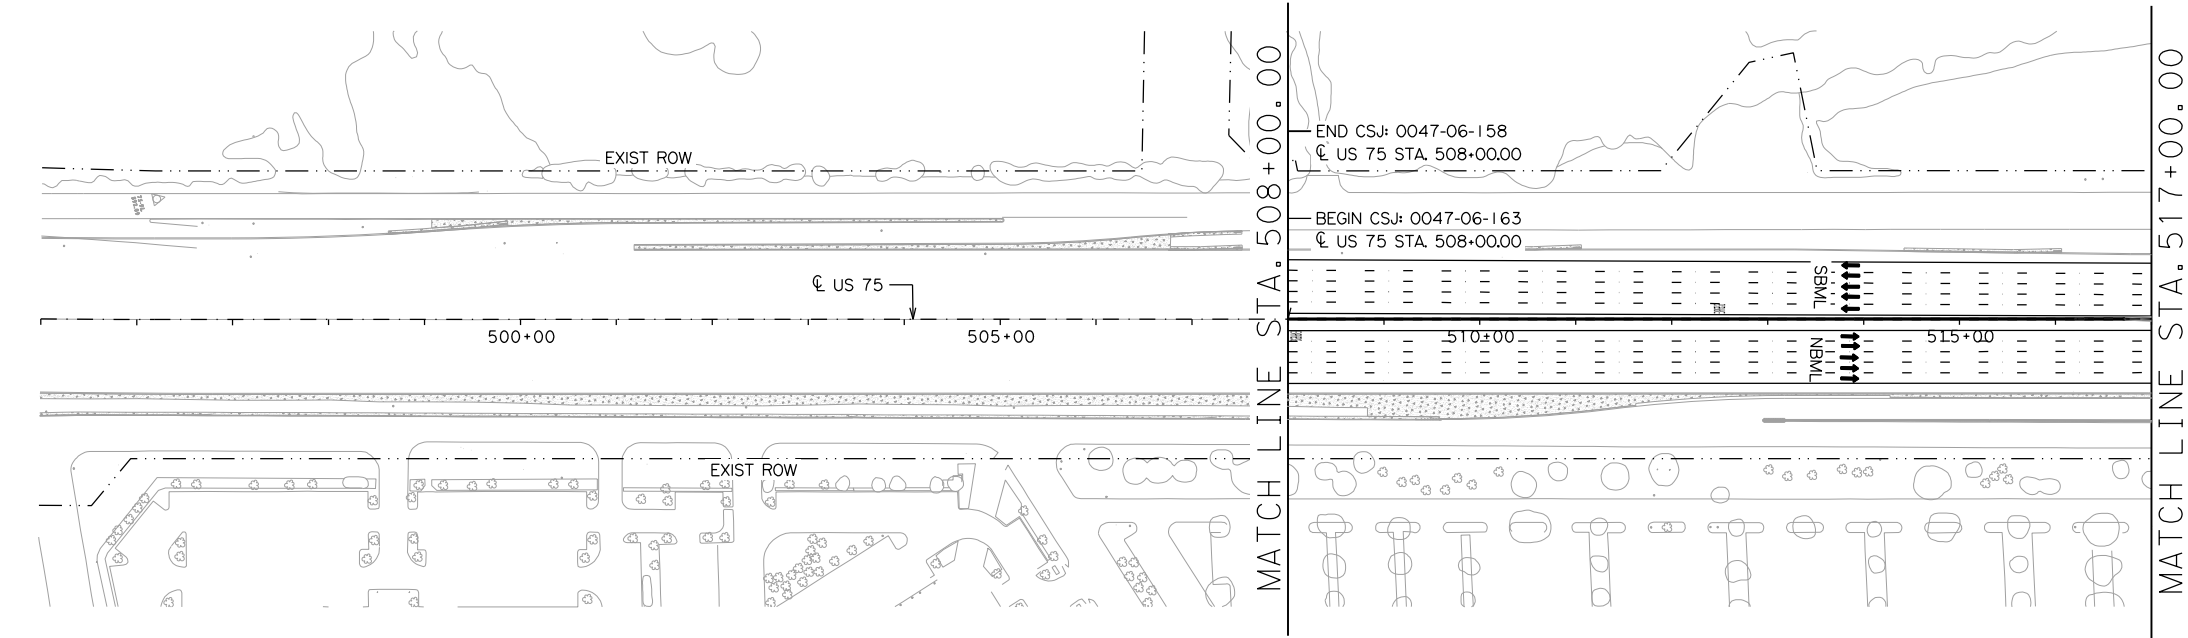 EXIST ROW
℄ US 75
500+00
505+00
EXIST ROW
MATCH LINE STA. 508+00.00
END CSJ: 0047-06-158
℄ US 75 STA. 508+00.00
BEGIN CSJ: 0047-06-163
℄ US 75 STA. 508+00.00
SBML
510+00
515+00
NBML
MATCH LINE STA. 517+00.00